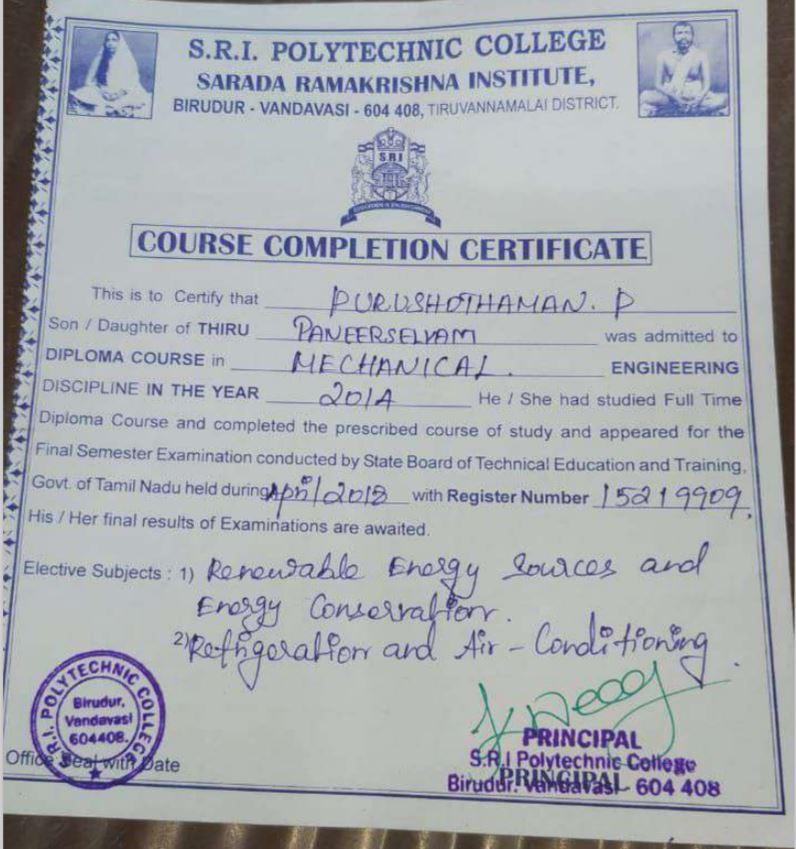 S.R.I. POLYTECHNIC COLLEGE
SARADA RAMAKRISHNA INSTITUTE,
BIRUDUR - VANDAVASI - 604 408, TIRUVANNAMALAI DISTRICT.
S R I
COURSE COMPLETION CERTIFICATE
This is to Certify that PURUSHOTHAMAN. P
Son / Daughter of THIRU PANEERSELVAM was admitted to
DIPLOMA COURSE in MECHANICAL. ENGINEERING
DISCIPLINE IN THE YEAR 2014 He / She had studied Full Time
Diploma Course and completed the prescribed course of study and appeared for the
Final Semester Examination conducted by State Board of Technical Education and Training,
Govt. of Tamil Nadu held during April / 2018 with Register Number 15219909.
His / Her final results of Examinations are awaited.
Elective Subjects : 1) Renewable Energy Sources and
Energy Conservation.
2) Refrigeration and Air - Conditioning.
S.R.I. POLYTECHNIC COLLEGE
Birudur,
Vandavasi
604408.
Office Seal with Date
PRINCIPAL
S.R.I Polytechnic College
Birudur. Vandavasi - 604 408
PRINCIPAL